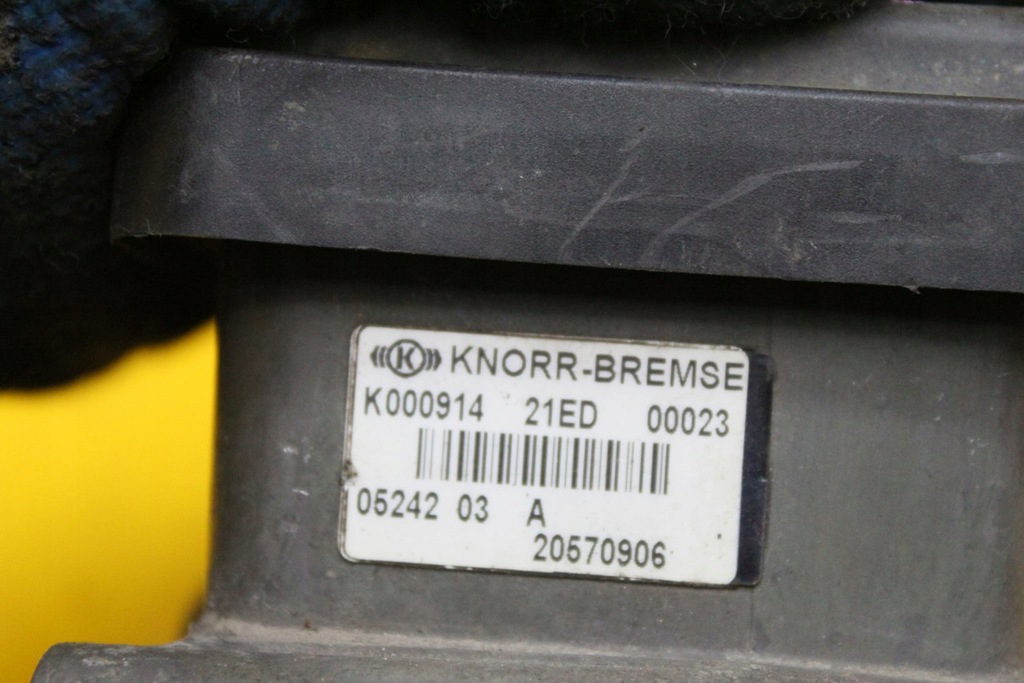 K KNORR-BREMSE
K000914 21ED 00023
05242 03 A
20570906